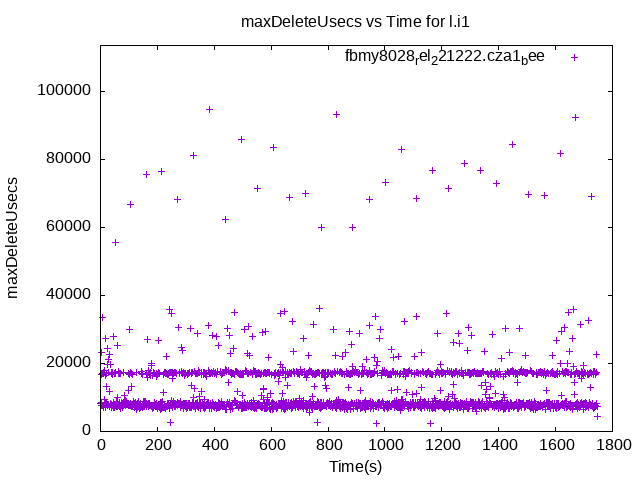 maxDeleteUsecs vs Time for l.i1
fbmy8028rel221222.cza1bee
100000
80000
60000
40000
20000
0
maxDeleteUsecs
0 200 400 600 800 1000 1200 1400 1600 1800
Time(s)